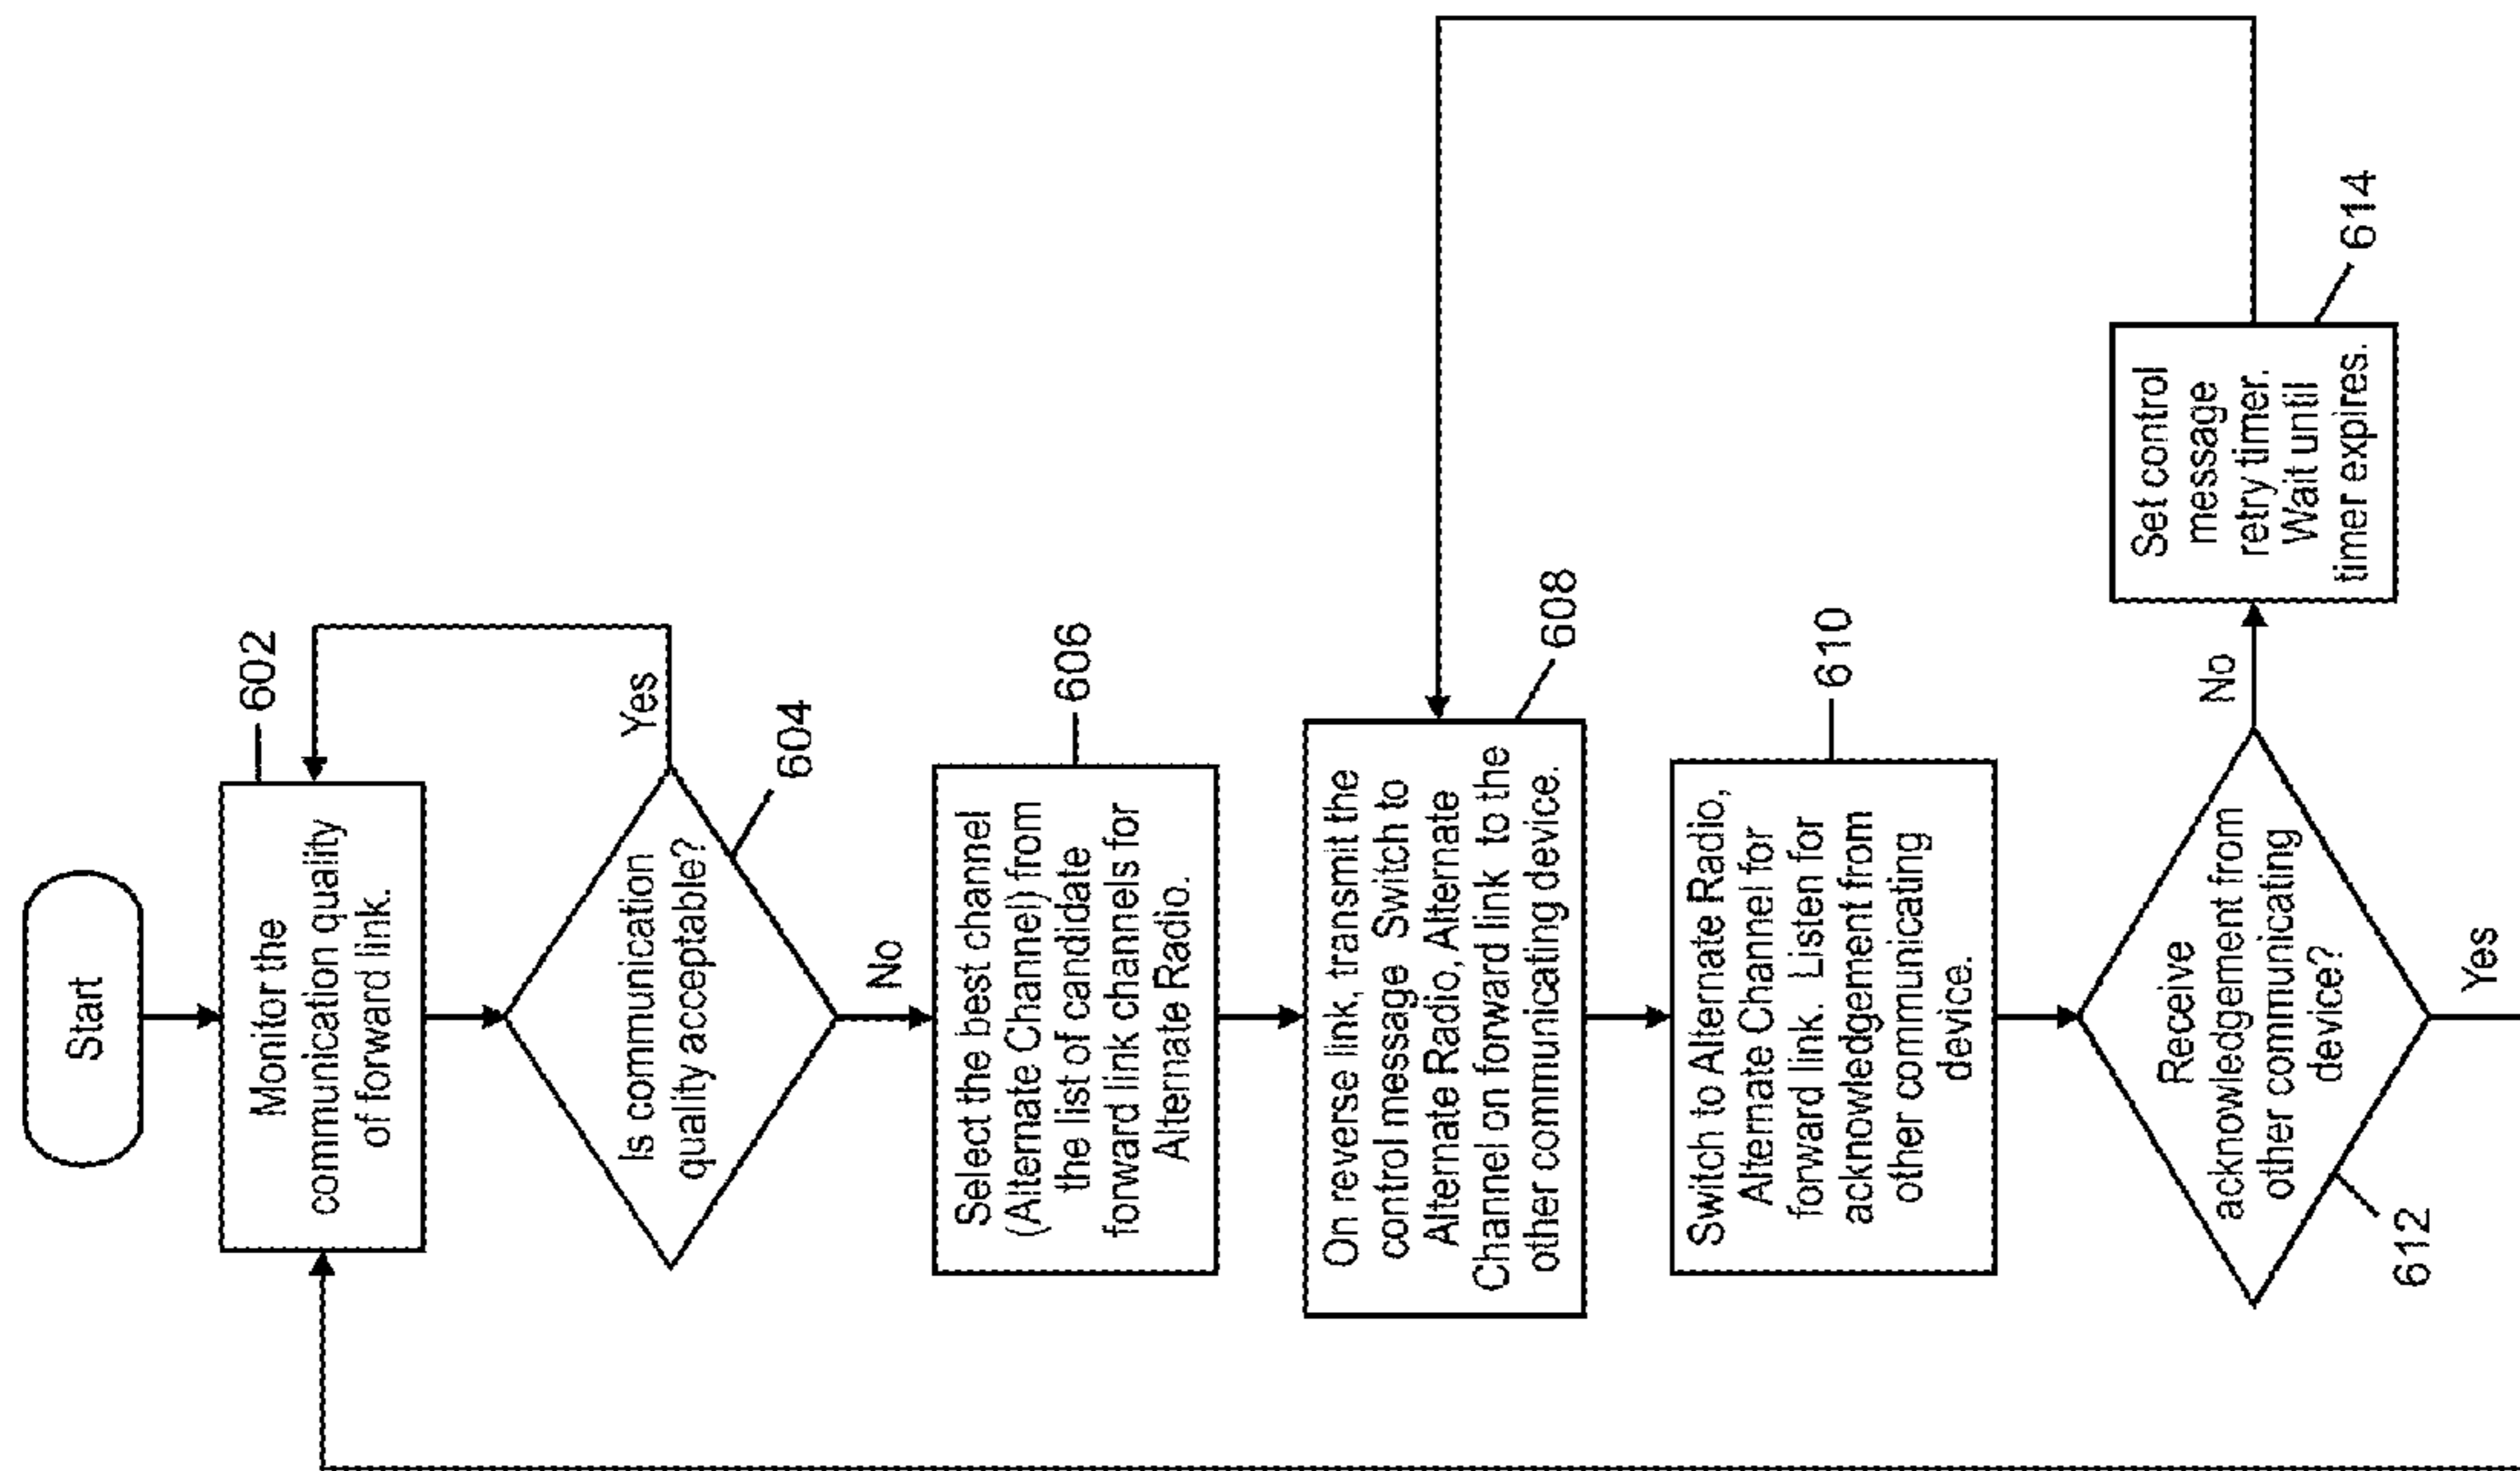 Start
602
Monitor the
communication quality
of forward link.
Yes
604
Is communication
quality acceptable?
No
606
Select the best channel
(Alternate Channel) from
the list of candidate
forward link channels for
Alternate Radio.
608
On reverse link, transmit the
control message Switch to
Alternate Radio, Alternate
Channel on forward link to the
other communicating device.
610
Switch to Alternate Radio,
Alternate Channel for
forward link. Listen for
acknowledgement from
other communicating
device.
612
Receive
acknowledgement from
other communicating
device?
No
614
Set control
message
retry timer.
Wait until
timer expires.
Yes